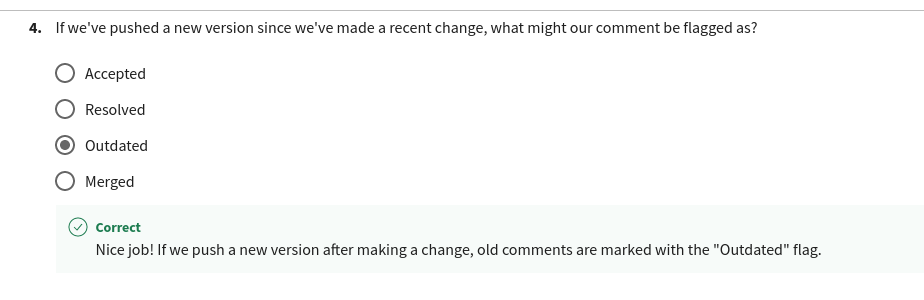 4. If we've pushed a new version since we've made a recent change, what might our comment be flagged as?
Accepted
Resolved
Outdated
Merged
Correct
Nice job! If we push a new version after making a change, old comments are marked with the "Outdated" flag.